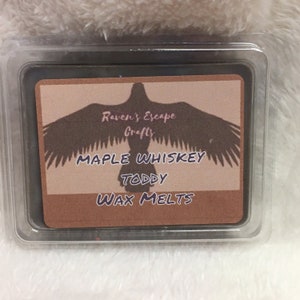 Raven's Escape
Crafts
Maple Whiskey
Toddy
Wax Melts